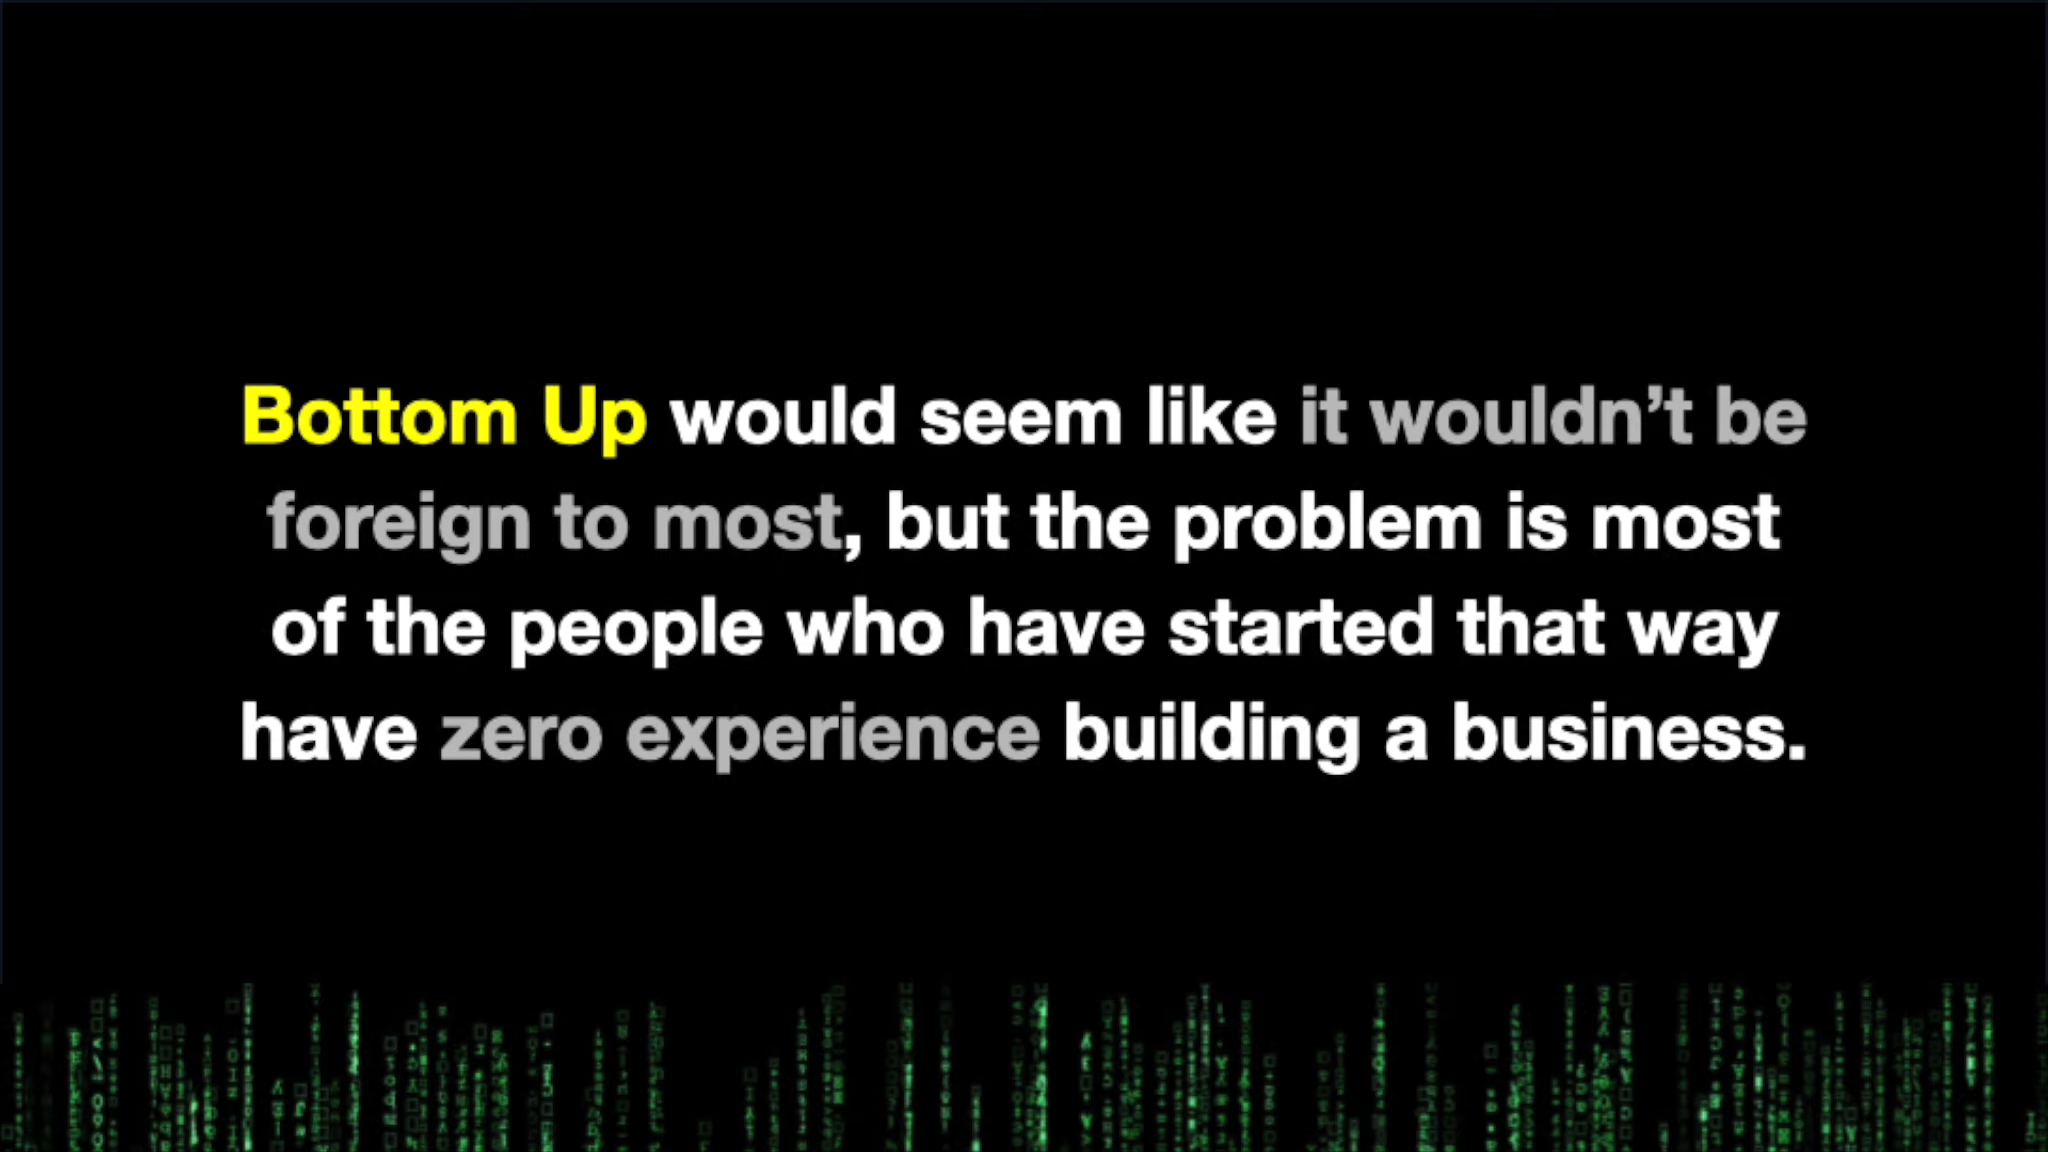 Bottom Up would seem like it wouldn’t be
foreign to most, but the problem is most
of the people who have started that way
have zero experience building a business.